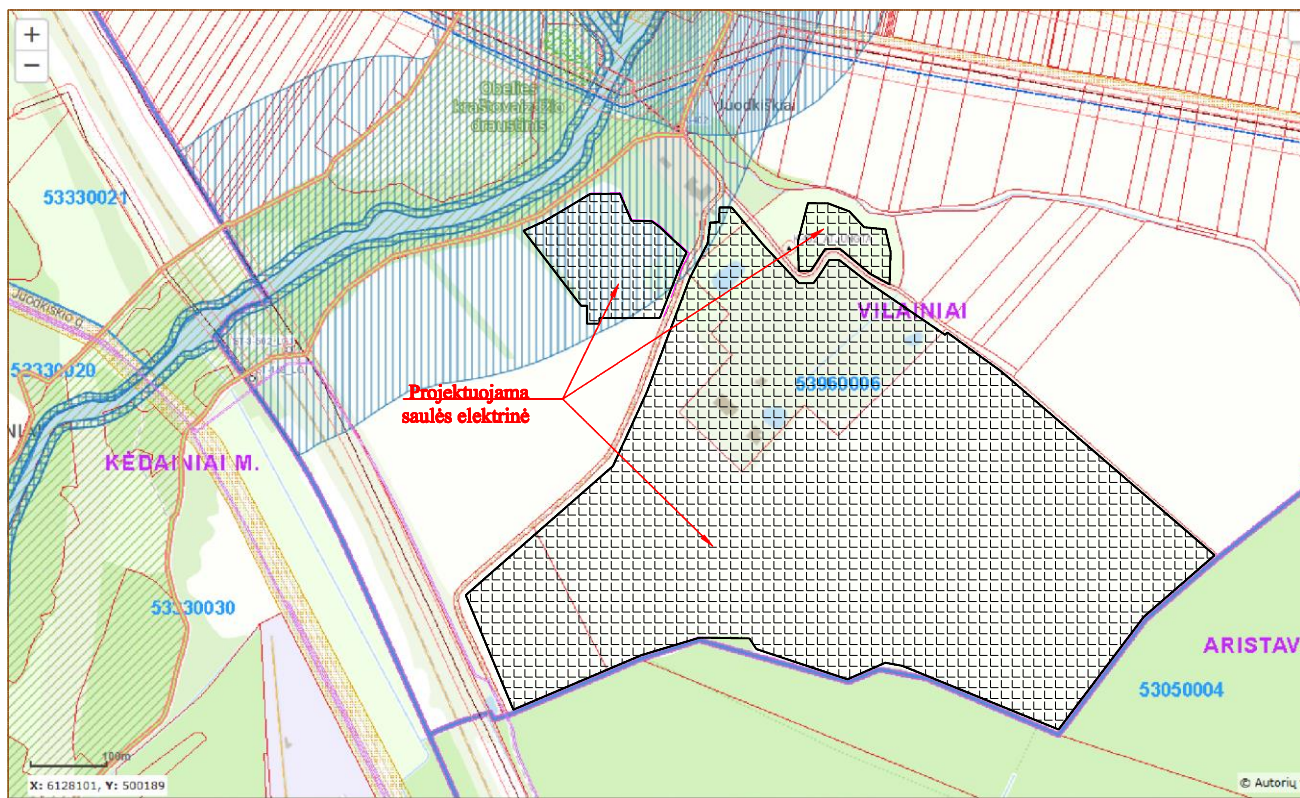 +
−
Obelies
kraštovaizdžio
draustinis
Juodkiškiai
53330021
Juodkiškio g.
VILAINIAI
53330020
53960006
Projektuojama
saulės elektrinė
KĖDAINIAI M.
53330030
ARISTAV
53050004
100m
X: 6128101, Y: 500189
© Autorių